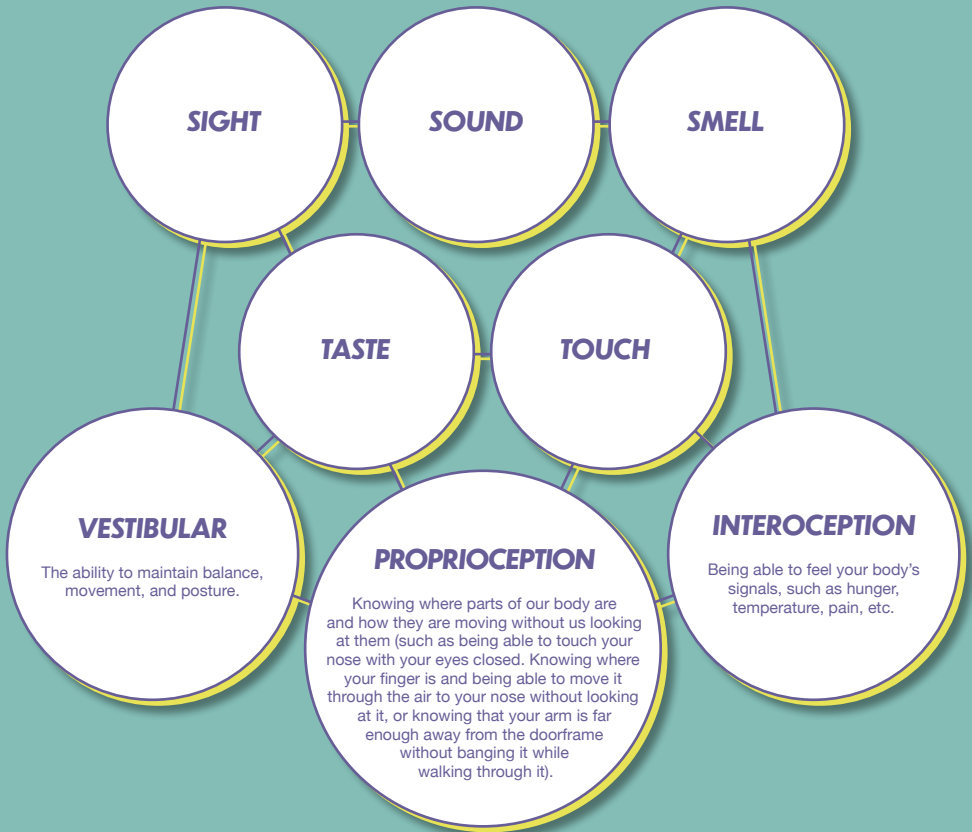 SIGHT
SOUND
SMELL
TASTE
TOUCH
VESTIBULAR
The ability to maintain balance,
movement, and posture.
PROPRIOCEPTION
Knowing where parts of our body are
and how they are moving without us looking
at them (such as being able to touch your
nose with your eyes closed. Knowing where
your finger is and being able to move it
through the air to your nose without looking
at it, or knowing that your arm is far
enough away from the doorframe
without banging it while
walking through it).
INTEROCEPTION
Being able to feel your body’s
signals, such as hunger,
temperature, pain, etc.